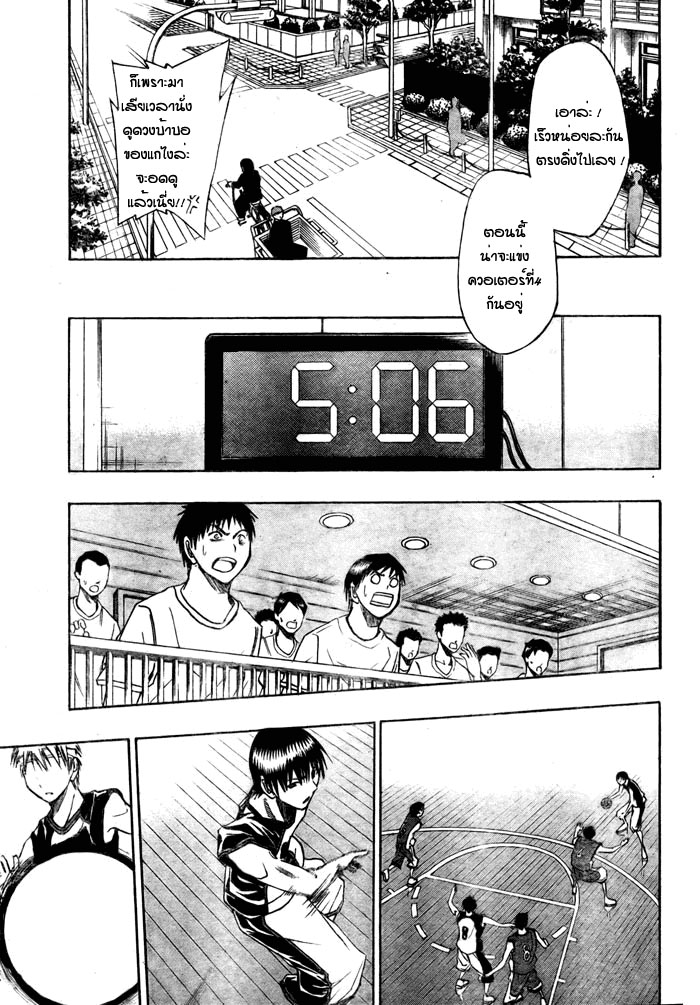 เอาล่ะ !
เร็วหน่อยละกัน
ตรงดิ่งไปเลย !
ก็เพราะมา
เสียเวลานั่ง
ดูดวงบ้าบอ
ของแกไงล่ะ
จะอดดู
แล้วเนี่ย!!
ตอนนี้
น่าจะแข่ง
ควอเตอร์ที่4
กันอยู่
5:06
8